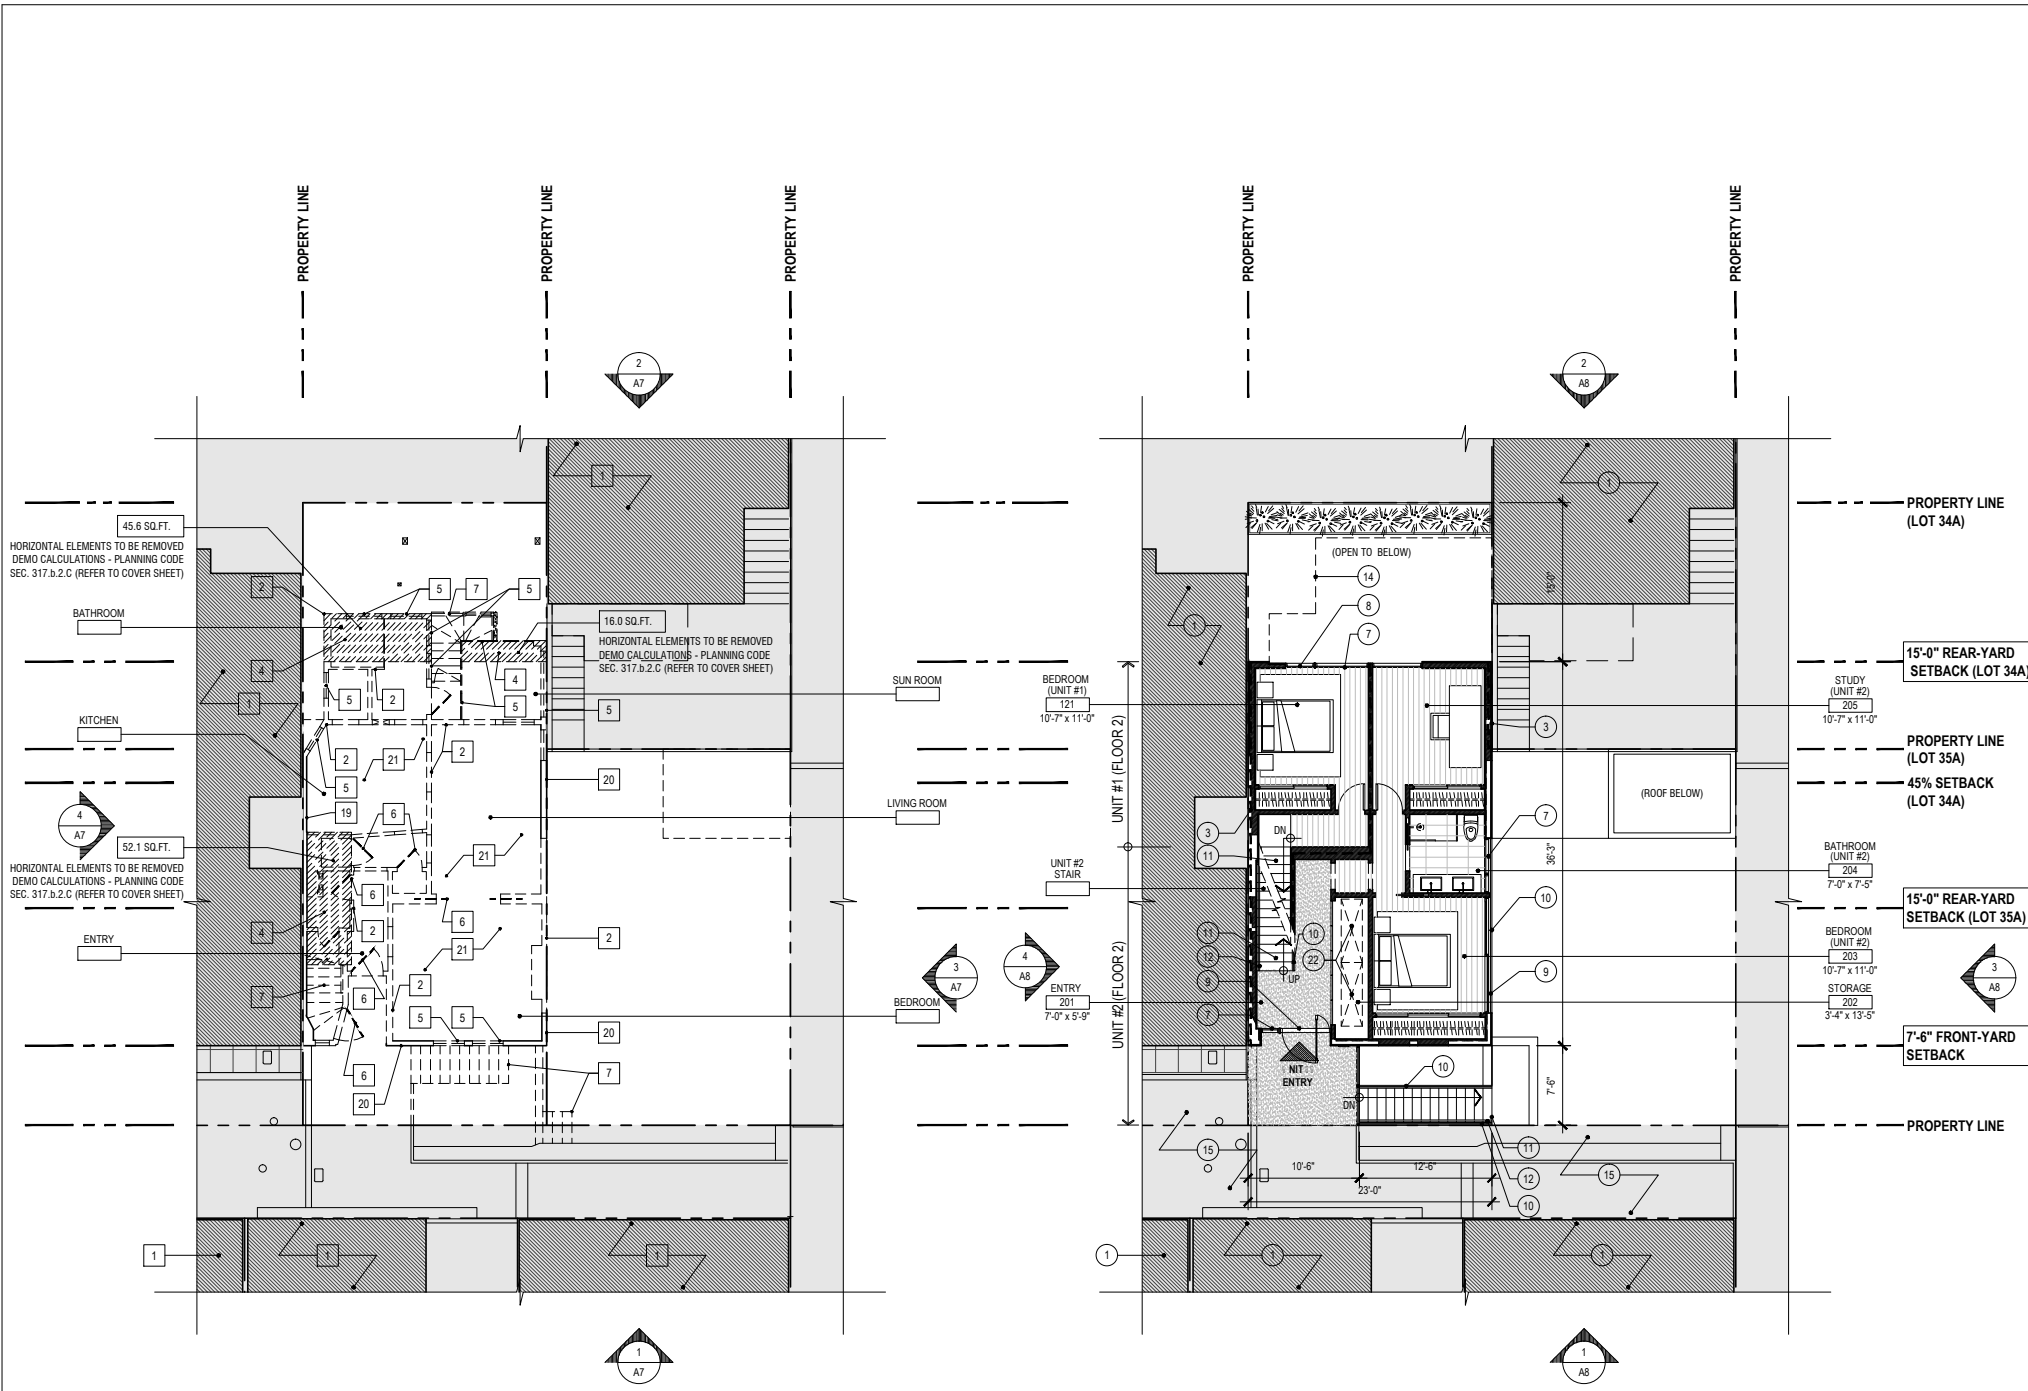 PROPERTY LINE
PROPERTY LINE
PROPERTY LINE
2
A7
1
45.6 SQ.FT.
HORIZONTAL ELEMENTS TO BE REMOVED
DEMO CALCULATIONS - PLANNING CODE
SEC. 317.b.2.C (REFER TO COVER SHEET)
2
5
7
5
BATHROOM
16.0 SQ.FT.
HORIZONTAL ELEMENTS TO BE REMOVED
DEMO CALCULATIONS - PLANNING CODE
SEC. 317.b.2.C (REFER TO COVER SHEET)
4
4
SUN ROOM
1
5
2
5
5
KITCHEN
2
21
2
20
5
19
6
LIVING ROOM
4
A7
52.1 SQ.FT.
HORIZONTAL ELEMENTS TO BE REMOVED
DEMO CALCULATIONS - PLANNING CODE
SEC. 317.b.2.C (REFER TO COVER SHEET)
21
6
6
4
2
21
2
ENTRY
3
A7
7
6
2
BEDROOM
5
5
20
6
7
20
1
1
1
1
A7
PROPERTY LINE
PROPERTY LINE
2
A8
1
PROPERTY LINE
(LOT 34A)
(OPEN TO BELOW)
14
15'-0"
8
1
7
15'-0" REAR-YARD
SETBACK (LOT 34A)
BEDROOM
(UNIT #1)
121
10'-7" x 11'-0"
STUDY
(UNIT #2)
205
10'-7" x 11'-0"
3
PROPERTY LINE
(LOT 35A)
45% SETBACK
(LOT 34A)
UNIT #1 (FLOOR 2)
(ROOF BELOW)
7
3
DN
11
36'-3"
UNIT #2
STAIR
BATHROOM
(UNIT #2)
204
7'-0" x 7'-5"
10
15'-0" REAR-YARD
SETBACK (LOT 35A)
11
10
12
22
BEDROOM
(UNIT #2)
203
10'-7" x 11'-0"
4
A8
3
A8
9
UP
9
ENTRY
201
7'-0" x 5'-9"
STORAGE
202
3'-4" x 13'-5"
7
UNIT #2 (FLOOR 2)
7'-6" FRONT-YARD
SETBACK
NIT
ENTRY
10
7'-6"
DN
PROPERTY LINE
15
11
10'-6"
12'-6"
12
15
23'-0"
10
1
1
1
1
A8